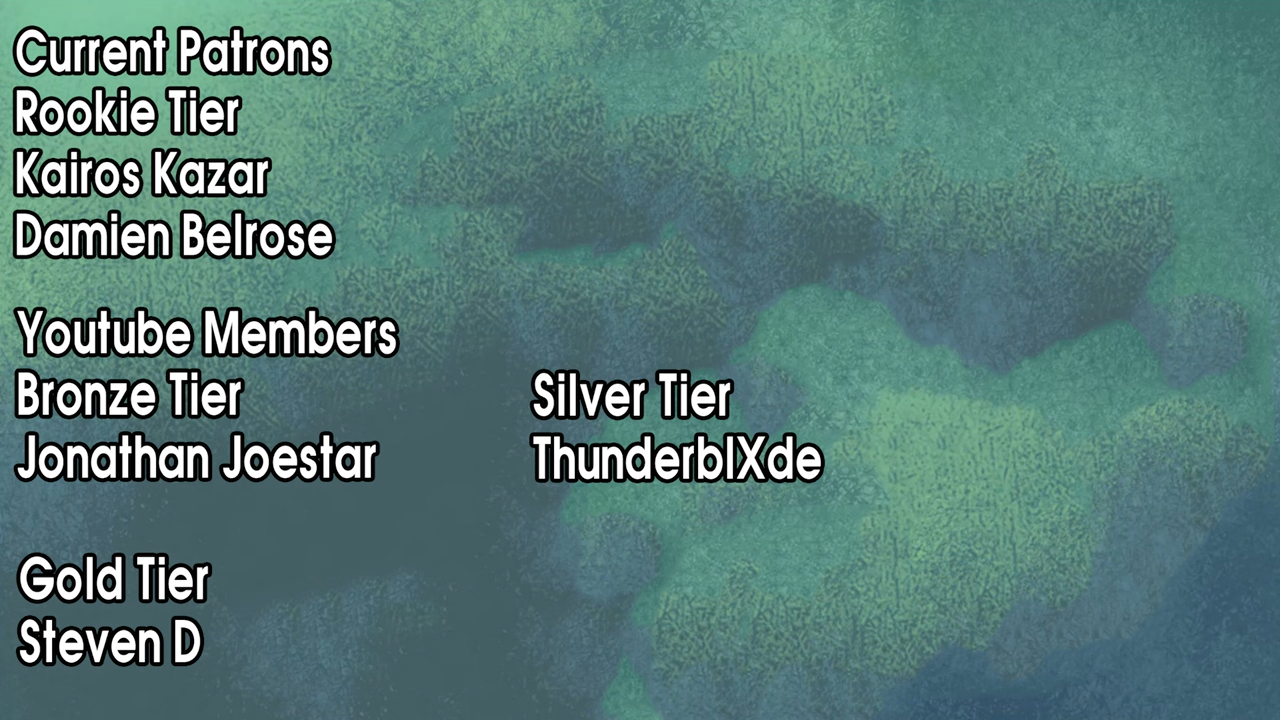 Current Patrons
Rookie Tier
Kairos Kazar
Damien Belrose
Youtube Members
Bronze Tier
Jonathan Joestar
Silver Tier
ThunderblXde
Gold Tier
Steven D